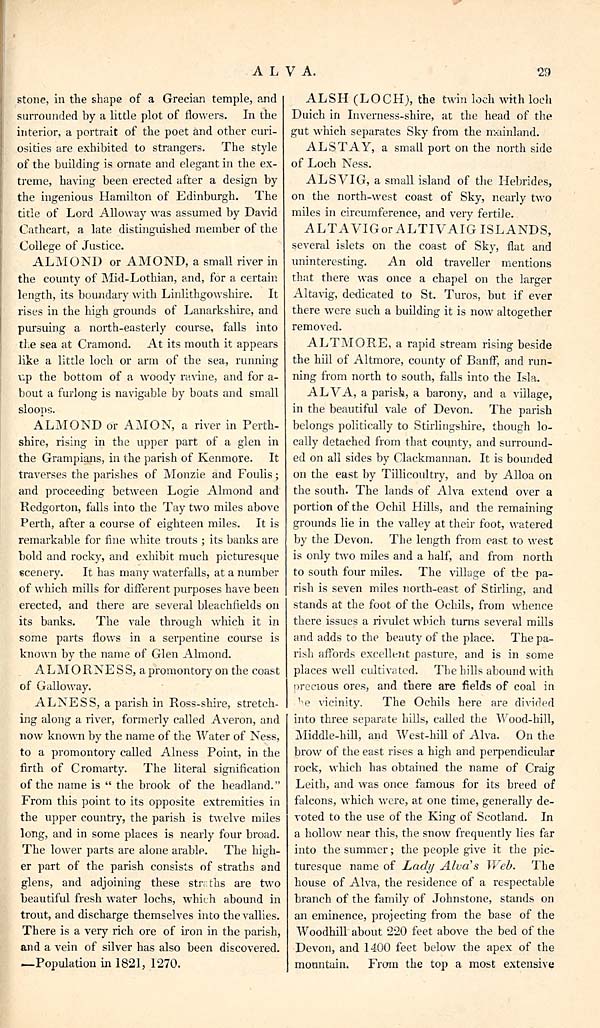 ALVA. 29
stone, in the shape of a Grecian temple, and
surrounded by a little plot of flowers. In the
interior, a portrait of the poet and other curi-
osities are exhibited to strangers. The style
of the building is ornate and elegant in the ex-
treme, having been erected after a design by
the ingenious Hamilton of Edinburgh. The
title of Lord Alloway was assumed by David
Cathcart, a late distinguished member of the
College of Justice.
ALMOND or AMOND, a small river in
the county of Mid-Lothian, and, for a certain
length, its boundary with Linlithgowshire. It
rises in the high grounds of Lanarkshire, and
pursuing a north-easterly course, falls into
the sea at Cramond. At its mouth it appears
like a little loch or arm of the sea, running
up the bottom of a woody ravine, and for a-
bout a furlong is navigable by boats and small
sloops.
ALMOND or AMON, a river in Perth-
shire, rising in the upper part of a glen in
the Grampians, in the parish of Kenmore. It
traverses the parishes of Monzie and Foulis;
and proceeding between Logie Almond and
Redgorton, falls into the Tay two miles above
Perth, after a course of eighteen miles. It is
remarkable for fine white trouts; its banks are
bold and rocky, and exhibit much picturesque
scenery. It has many waterfalls, at a number
of which mills for different purposes have been
erected, and there are several bleachfields on
its banks. The vale through which it in
some parts flows in a serpentine course is
known by the name of Glen Almond.
ALMORNESS, a promontory on the coast
of Galloway.
ALNESS, a parish in Ross-shire, stretch-
ing along a river, formerly called Averon, and
now known by the name of the Water of Ness,
to a promontory called Alness Point, in the
firth of Cromarty. The literal signification
of the name is " the brook of the headland."
From this point to its opposite extremities in
the upper country, the parish is twelve miles
long, and in some places is nearly four broad.
The lower parts are alone arable. The high-
er part of the parish consists of straths and
glens, and adjoining these straths are two
beautiful fresh water lochs, which abound in
trout, and discharge themselves into the vallies.
There is a very rich ore of iron in the parish,
and a vein of silver has also been discovered.
—Population in 1821, 1270.
ALSH (LOCH), the twin loch with loch
Duich in Inverness-shire, at the head of the
gut which separates Sky from the mainland.
ALSTAY, a small port on the north side
of Loch Ness.
ALSVIG, a small island of the Hebrides,
on the north-west coast of Sky, nearly two
miles in circumference, and very fertile.
ALTAVIG or ALTIVAIG ISLANDS,
several islets on the coast of Sky, flat and
uninteresting. An old traveller mentions
that there was once a chapel on the larger
Altavig, dedicated to St. Turos, but if ever
there were such a building it is now altogether
removed.
ALTMORE, a rapid stream rising beside
the hill of Altmore, county of Banff, and run-
ning from north to south, falls into the Isla.
ALVA, a parish, a barony, and a village,
in the beautiful vale of Devon. The parish
belongs politically to Stirlingshire, though lo-
cally detached from that county, and surround-
ed on all sides by Clackmannan. It is bounded
on the east by Tillicoultry, and by Alloa on
the south. The lands of Alva extend over a
portion of the Ochil Hills, and the remaining
grounds lie in the valley at their foot, watered
by the Devon. The length from east to west
is only two miles and a half, and from north
to south four miles. The village of the pa-
rish is seven miles north-east of Stirling, and
stands at the foot of the Ochils, from whence
there issues a rivulet which turns several mills
and adds to the beauty of the place. The pa-
rish affords excellent pasture, and is in some
places well cultivated. The hills abound with
precious ores, and there are fields of coal in
he vicinity. The Ochils here are divided
into three separate hills, called the Wood-hill,
Middle-hill, and West-hill of Alva. On the
brow of the east rises a high and perpendicular
rock, which has obtained the name of Craig
Leith, and was once famous for its breed of
falcons, which were, at one time, generally de-
voted to the use of the King of Scotland. In
a hollow near this, the snow frequently lies far
into the summer; the people give it the pic-
turesque name of Lady Alva's Web. The
house of Alva, the residence of a respectable
branch of the family of Johnstone, stands on
an eminence, projecting from the base of the
Woodhill about 220 feet above the bed of the
Devon, and 1400 feet below the apex of the
mountain. From the top a most extensive